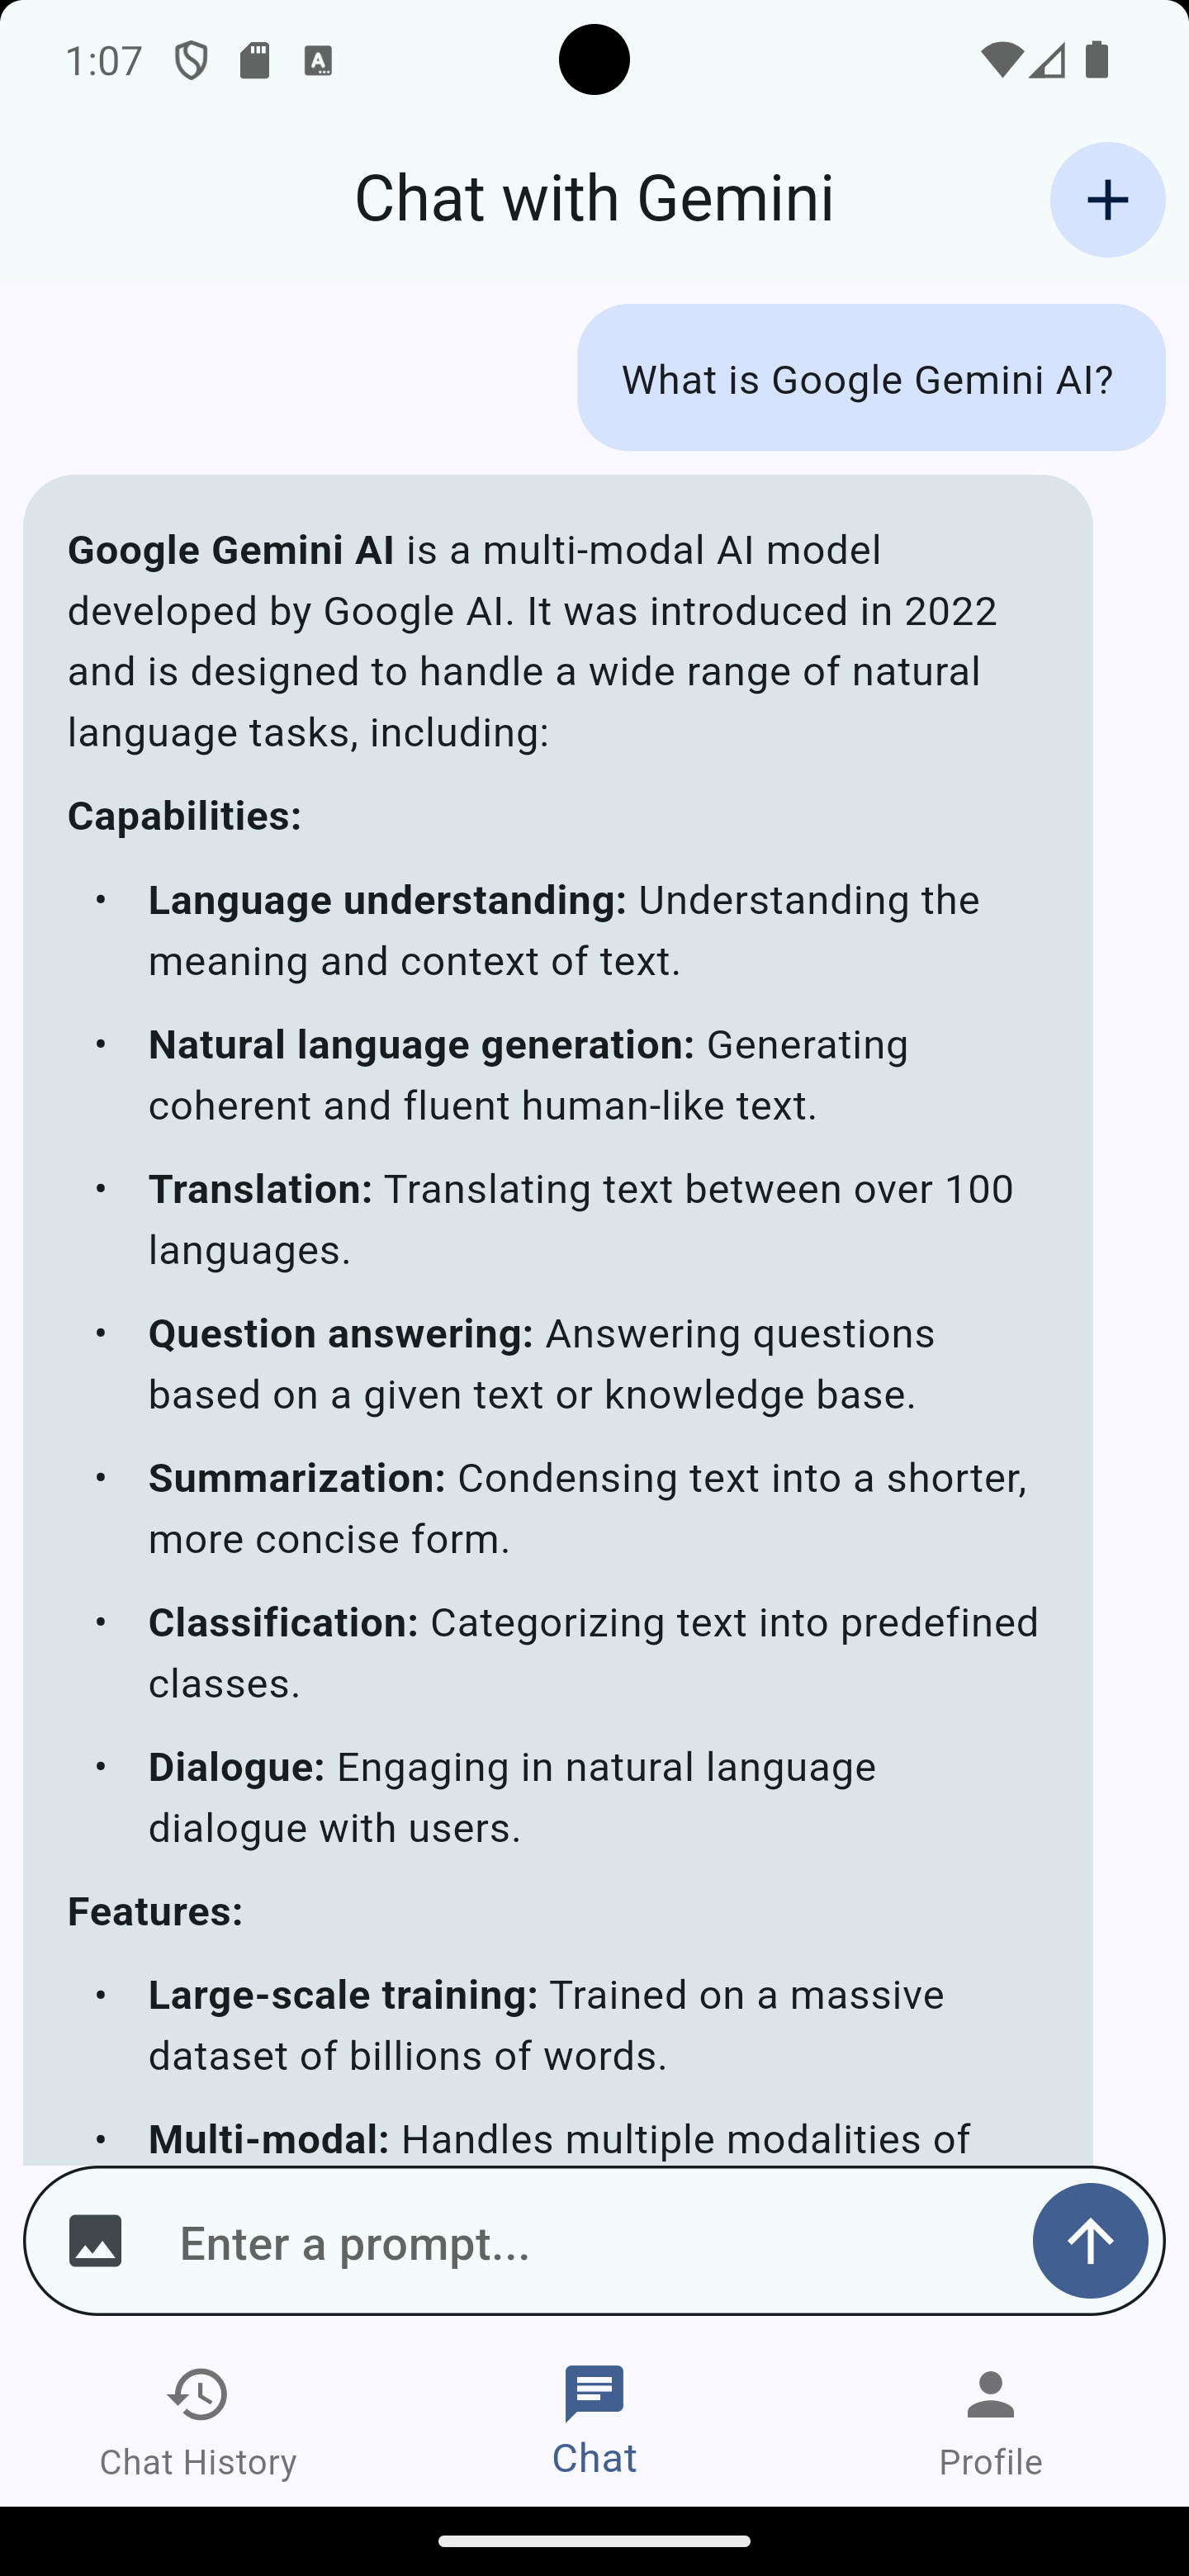 1:07
Chat with Gemini
What is Google Gemini AI?
Google Gemini AI is a multi-modal AI model
developed by Google AI. It was introduced in 2022
and is designed to handle a wide range of natural
language tasks, including:
Capabilities:
• Language understanding: Understanding the
meaning and context of text.
• Natural language generation: Generating
coherent and fluent human-like text.
• Translation: Translating text between over 100
languages.
• Question answering: Answering questions
based on a given text or knowledge base.
• Summarization: Condensing text into a shorter,
more concise form.
• Classification: Categorizing text into predefined
classes.
• Dialogue: Engaging in natural language
dialogue with users.
Features:
• Large-scale training: Trained on a massive
dataset of billions of words.
• Multi-modal: Handles multiple modalities of
Enter a prompt...
Chat History
Chat
Profile